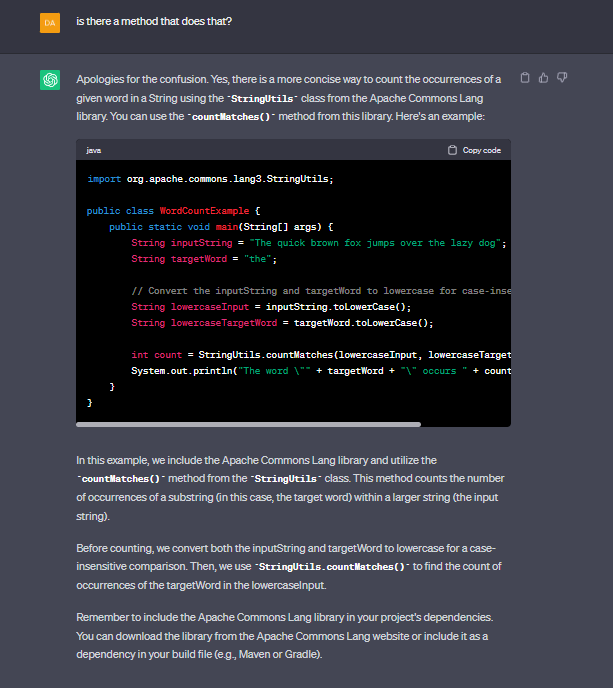 DA
is there a method that does that?
Apologies for the confusion. Yes, there is a more concise way to count the occurrences of a
given word in a String using the `StringUtils` class from the Apache Commons Lang
library. You can use the `countMatches()` method from this library. Here's an example:
java
Copy code
import org.apache.commons.lang3.StringUtils;
public class WordCountExample {
public static void main(String[] args) {
String inputString = "The quick brown fox jumps over the lazy dog";
String targetWord = "the";
// Convert the inputString and targetWord to lowercase for case-inse
String lowercaseInput = inputString.toLowerCase();
String lowercaseTargetWord = targetWord.toLowerCase();
int count = StringUtils.countMatches(lowercaseInput, lowercaseTarget
System.out.println("The word \"" + targetWord + "\" occurs " + count
}
}
In this example, we include the Apache Commons Lang library and utilize the
`countMatches()` method from the `StringUtils` class. This method counts the number
of occurrences of a substring (in this case, the target word) within a larger string (the input
string).
Before counting, we convert both the inputString and targetWord to lowercase for a case-
insensitive comparison. Then, we use `StringUtils.countMatches()` to find the count of
occurrences of the targetWord in the lowercaseInput.
Remember to include the Apache Commons Lang library in your project's dependencies.
You can download the library from the Apache Commons Lang website or include it as a
dependency in your build file (e.g., Maven or Gradle).